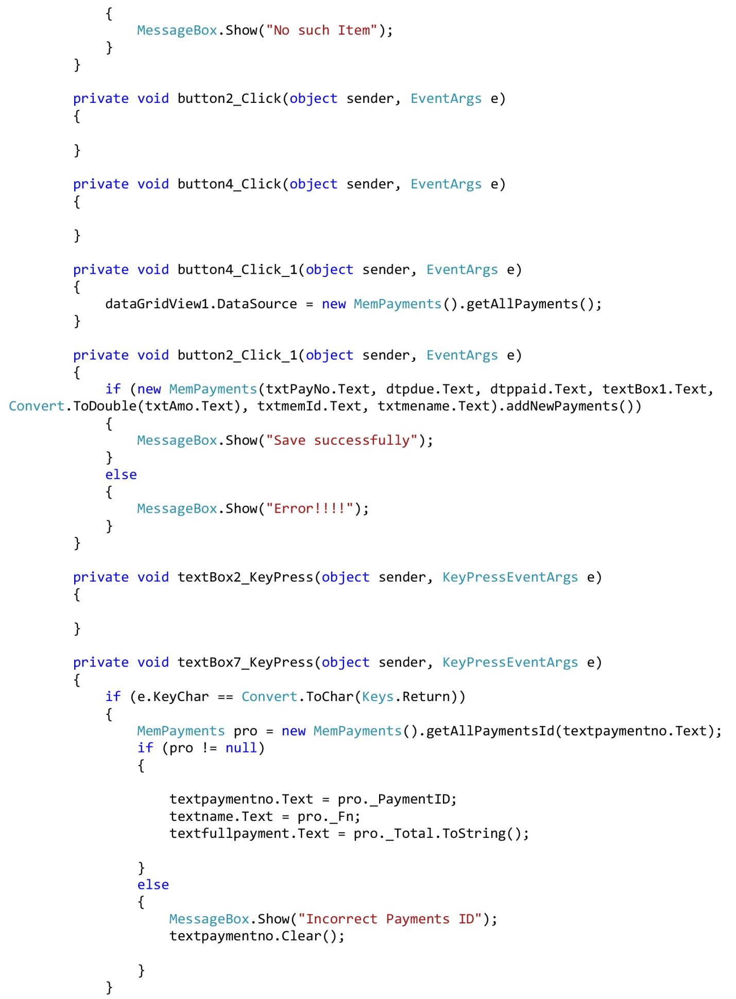 {
MessageBox.Show("No such Item");
}
}
private void button2_Click(object sender, EventArgs e)
{
}
private void button4_Click(object sender, EventArgs e)
{
}
private void button4_Click_1(object sender, EventArgs e)
{
dataGridView1.DataSource = new MemPayments().getAllPayments();
}
private void button2_Click_1(object sender, EventArgs e)
{
if (new MemPayments(txtPayNo.Text, dtpdue.Text, dtppaid.Text, textBox1.Text,
Convert.ToDouble(txtAmo.Text), txtmemId.Text, txtmename.Text).addNewPayments())
{
MessageBox.Show("Save successfully");
}
else
{
MessageBox.Show("Error!!!!");
}
}
private void textBox2_KeyPress(object sender, KeyPressEventArgs e)
{
}
private void textBox7_KeyPress(object sender, KeyPressEventArgs e)
{
if (e.KeyChar == Convert.ToChar(Keys.Return))
{
MemPayments pro = new MemPayments().getAllPaymentsId(textpaymentno.Text);
if (pro != null)
{
textpaymentno.Text = pro._PaymentID;
textname.Text = pro._Fn;
textfullpayment.Text = pro._Total.ToString();
}
else
{
MessageBox.Show("Incorrect Payments ID");
textpaymentno.Clear();
}
}